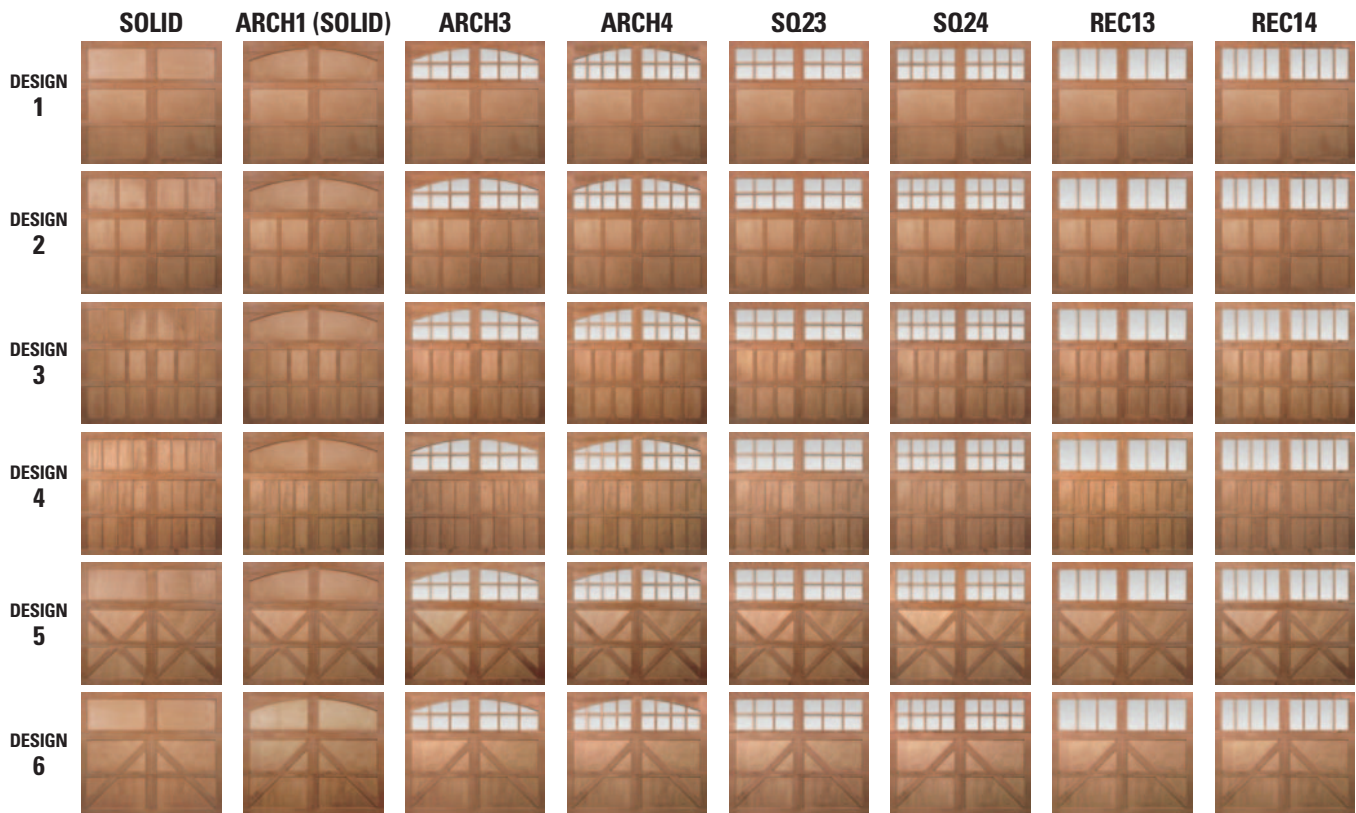 SOLID ARCH1 (SOLID) ARCH3 ARCH4 SQ23 SQ24 REC13 REC14
DESIGN
1
DESIGN
2
DESIGN
3
DESIGN
4
DESIGN
5
DESIGN
6